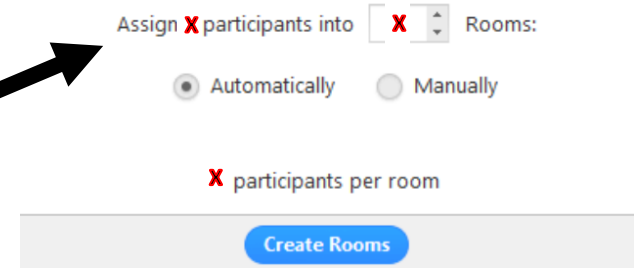 Assign X participants into X Rooms:
Automatically Manually
X participants per room
Create Rooms